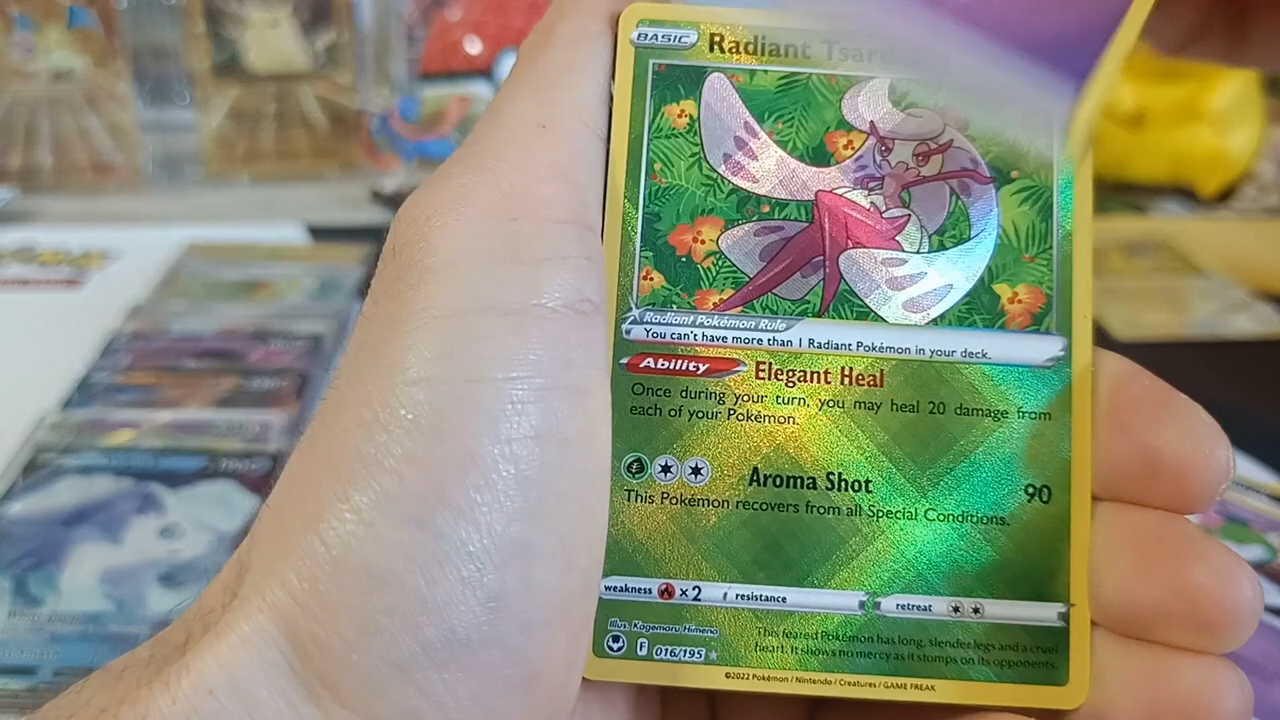 BASIC Radiant Tsar
Radiant Pokémon Rule
You can't have more than 1 Radiant Pokémon in your deck.
Ability Elegant Heal
Once during your turn, you may heal 20 damage from
each of your Pokémon.
Aroma Shot 90
This Pokémon recovers from all Special Conditions.
weakness ×2 resistance retreat
Illus. Kagemaru Himeno
F 016/195
This feared Pokémon has long, slender legs and a cruel
heart. It shows no mercy as it stomps on its opponents.
©2022 Pokémon / Nintendo / Creatures / GAME FREAK